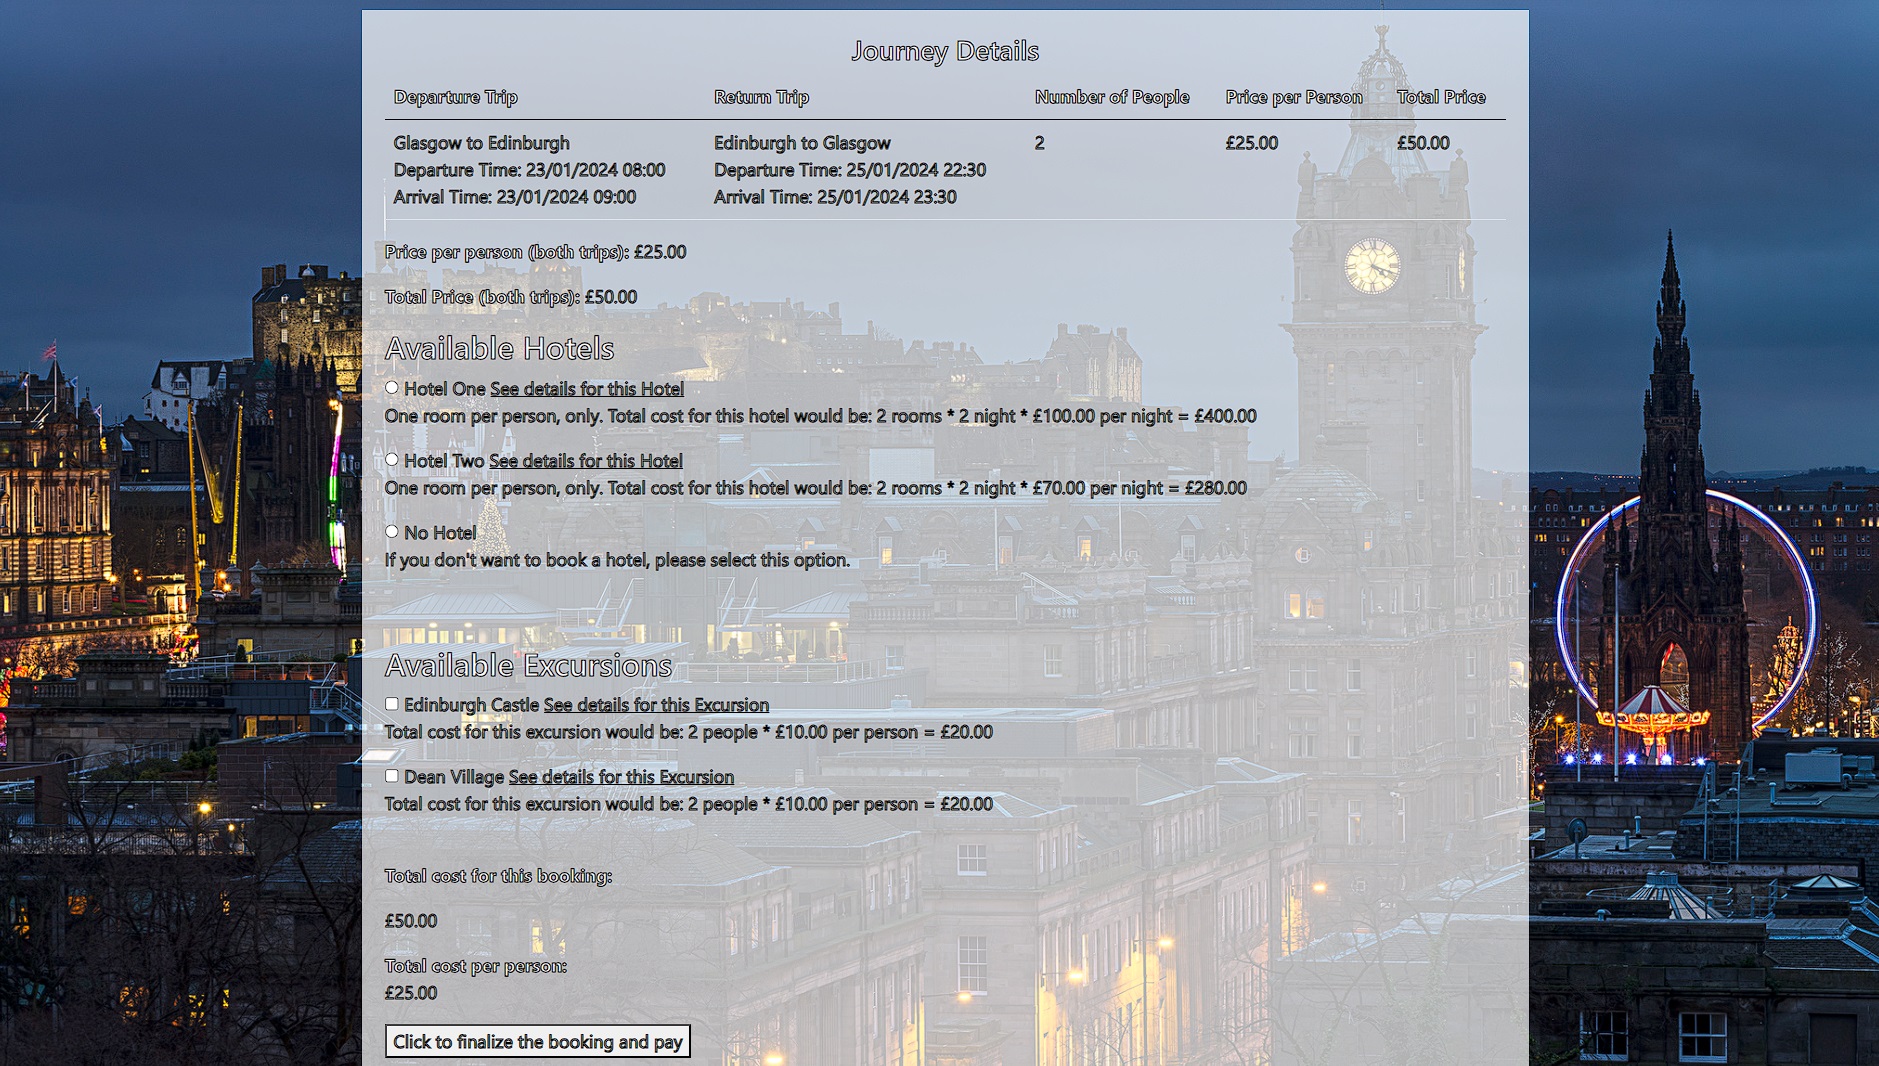 Journey Details
Departure Trip Return Trip Number of People Price per Person Total Price
Glasgow to Edinburgh Edinburgh to Glasgow 2 £25.00 £50.00
Departure Time: 23/01/2024 08:00 Departure Time: 25/01/2024 22:30
Arrival Time: 23/01/2024 09:00 Arrival Time: 25/01/2024 23:30
Price per person (both trips): £25.00
Total Price (both trips): £50.00
Available Hotels
Hotel One See details for this Hotel
One room per person, only. Total cost for this hotel would be: 2 rooms * 2 night * £100.00 per night = £400.00
Hotel Two See details for this Hotel
One room per person, only. Total cost for this hotel would be: 2 rooms * 2 night * £70.00 per night = £280.00
No Hotel
If you don't want to book a hotel, please select this option.
Available Excursions
Edinburgh Castle See details for this Excursion
Total cost for this excursion would be: 2 people * £10.00 per person = £20.00
Dean Village See details for this Excursion
Total cost for this excursion would be: 2 people * £10.00 per person = £20.00
Total cost for this booking:
£50.00
Total cost per person:
£25.00
Click to finalize the booking and pay